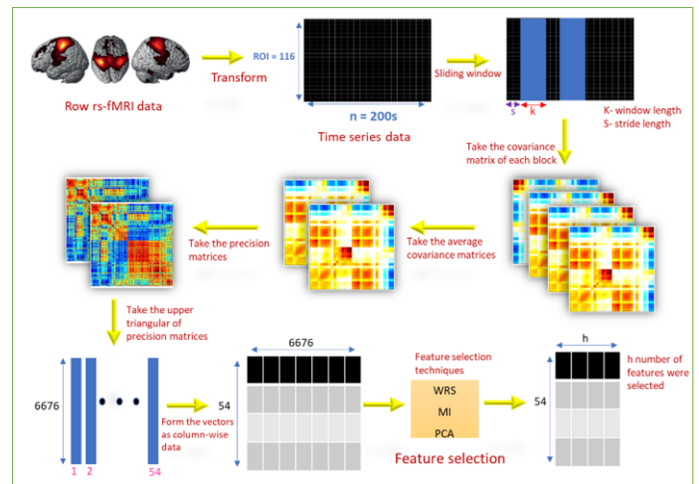 Row rs-fMRI data
Transform
ROI = 116
n = 200s
Time series data
Sliding window
s
k
K- window length
S- stride length
Take the covariance
matrix of each block
Take the average
covariance matrices
Take the precision
matrices
Take the upper
triangular of
precision matrices
6676
1
2
54
Form the vectors
as column-wise
data
6676
54
Feature selection
techniques
WRS
MI
PCA
Feature selection
h
54
h number of
features were
selected